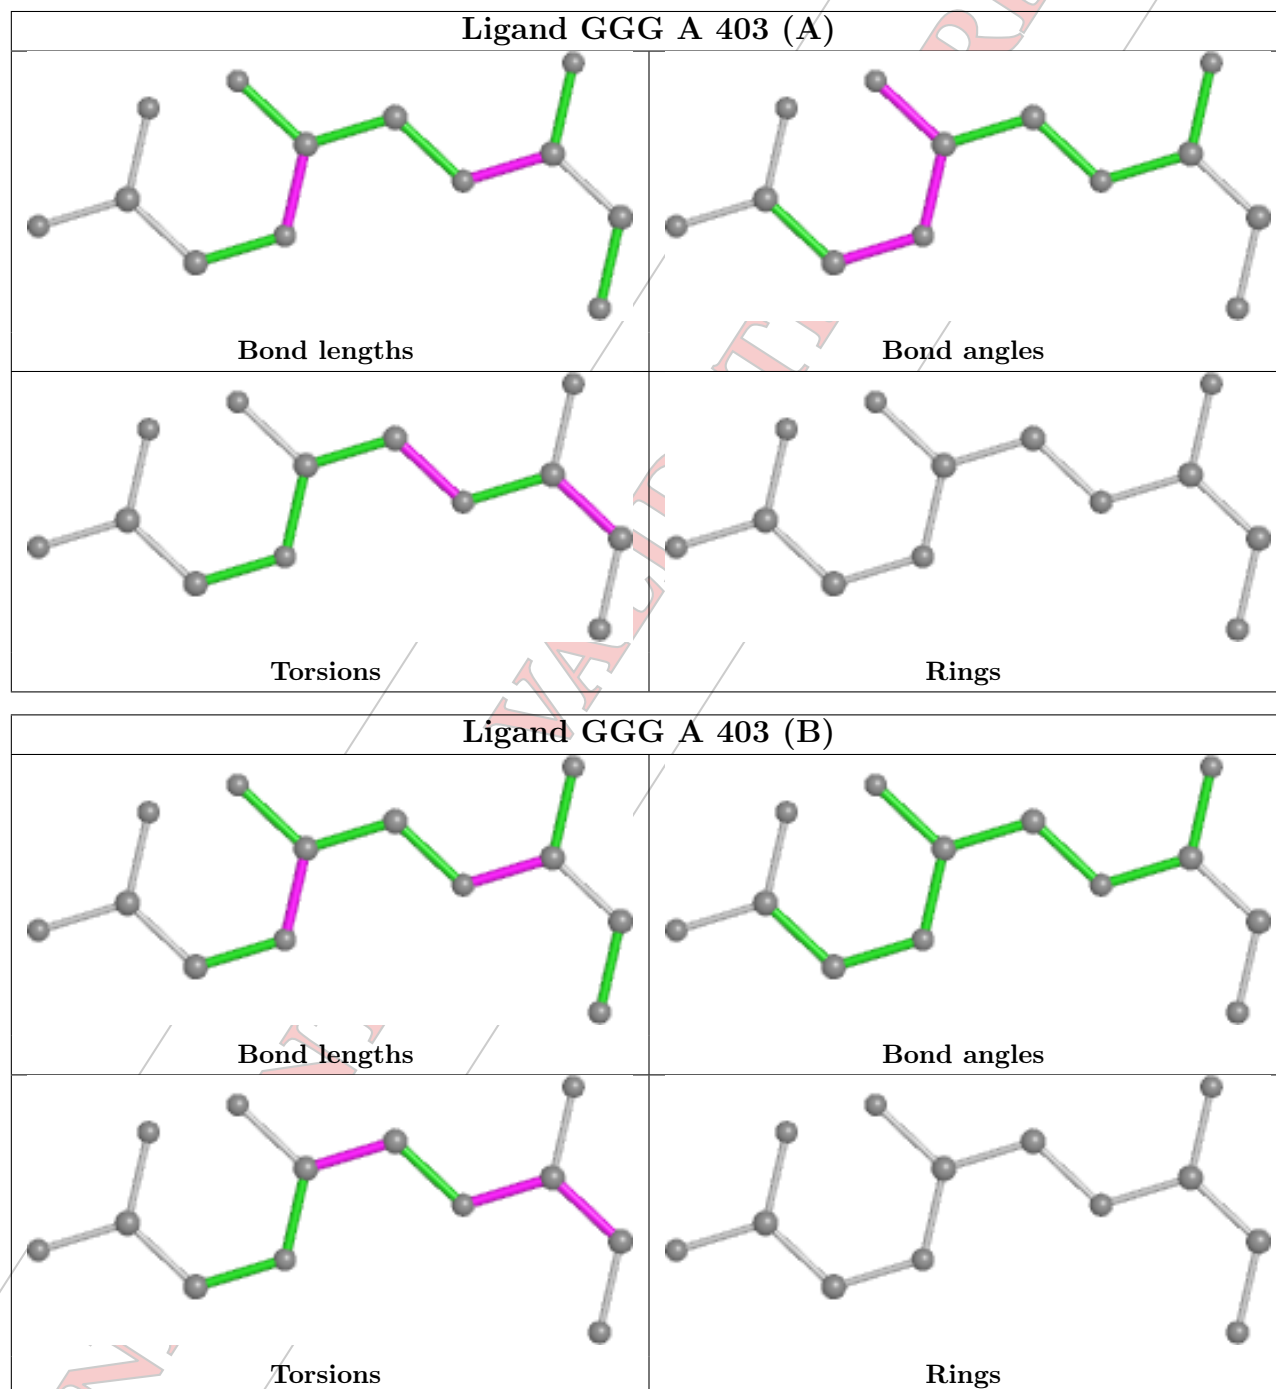 Ligand GGG A 403 (A)
Bond lengths
Bond angles
Torsions
Rings
Ligand GGG A 403 (B)
Bond lengths
Bond angles
Torsions
Rings